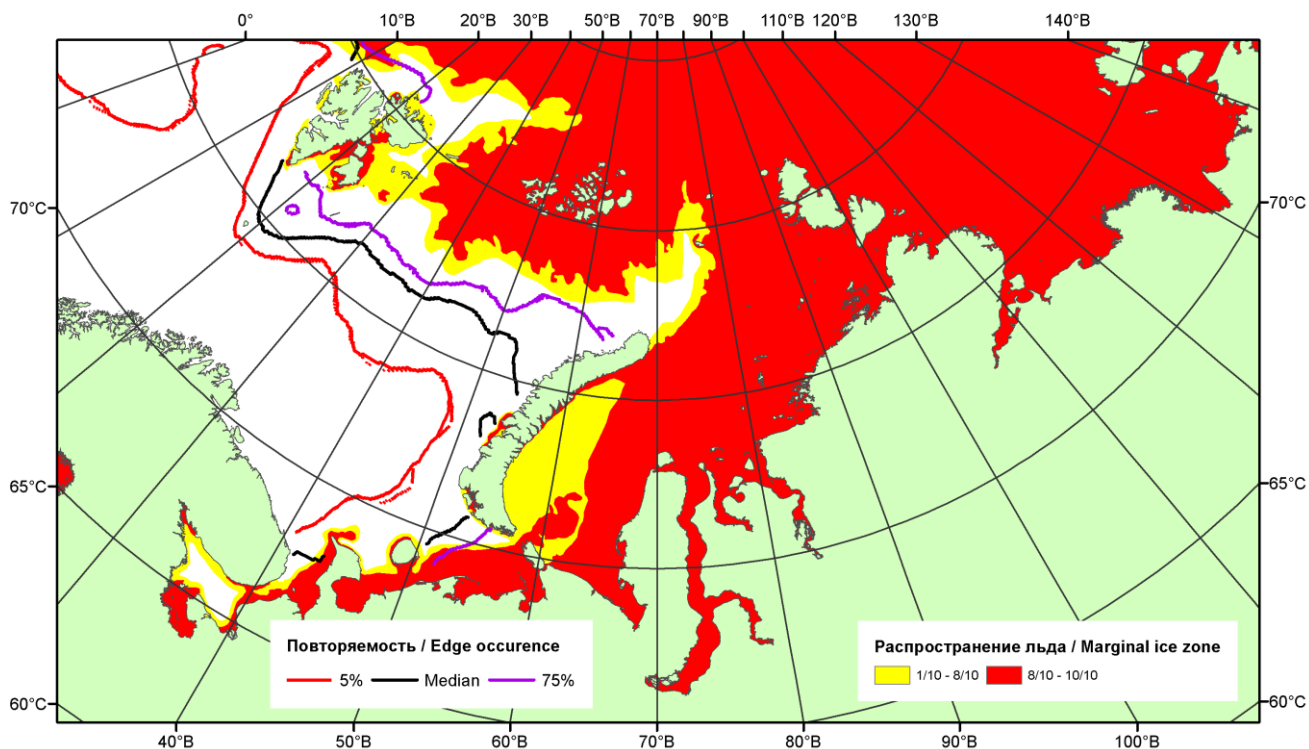 0° 10°В 20°В 30°В 50°В 70°В 90°В 110°В 120°В 130°В 140°В
70°С 70°С
65°С 65°С
60°С 60°С
Повторяемость / Edge occurence
5% Median 75%
Распространение льда / Marginal ice zone
1/10 - 8/10 8/10 - 10/10
40°В 50°В 60°В 70°В 80°В 90°В 100°В